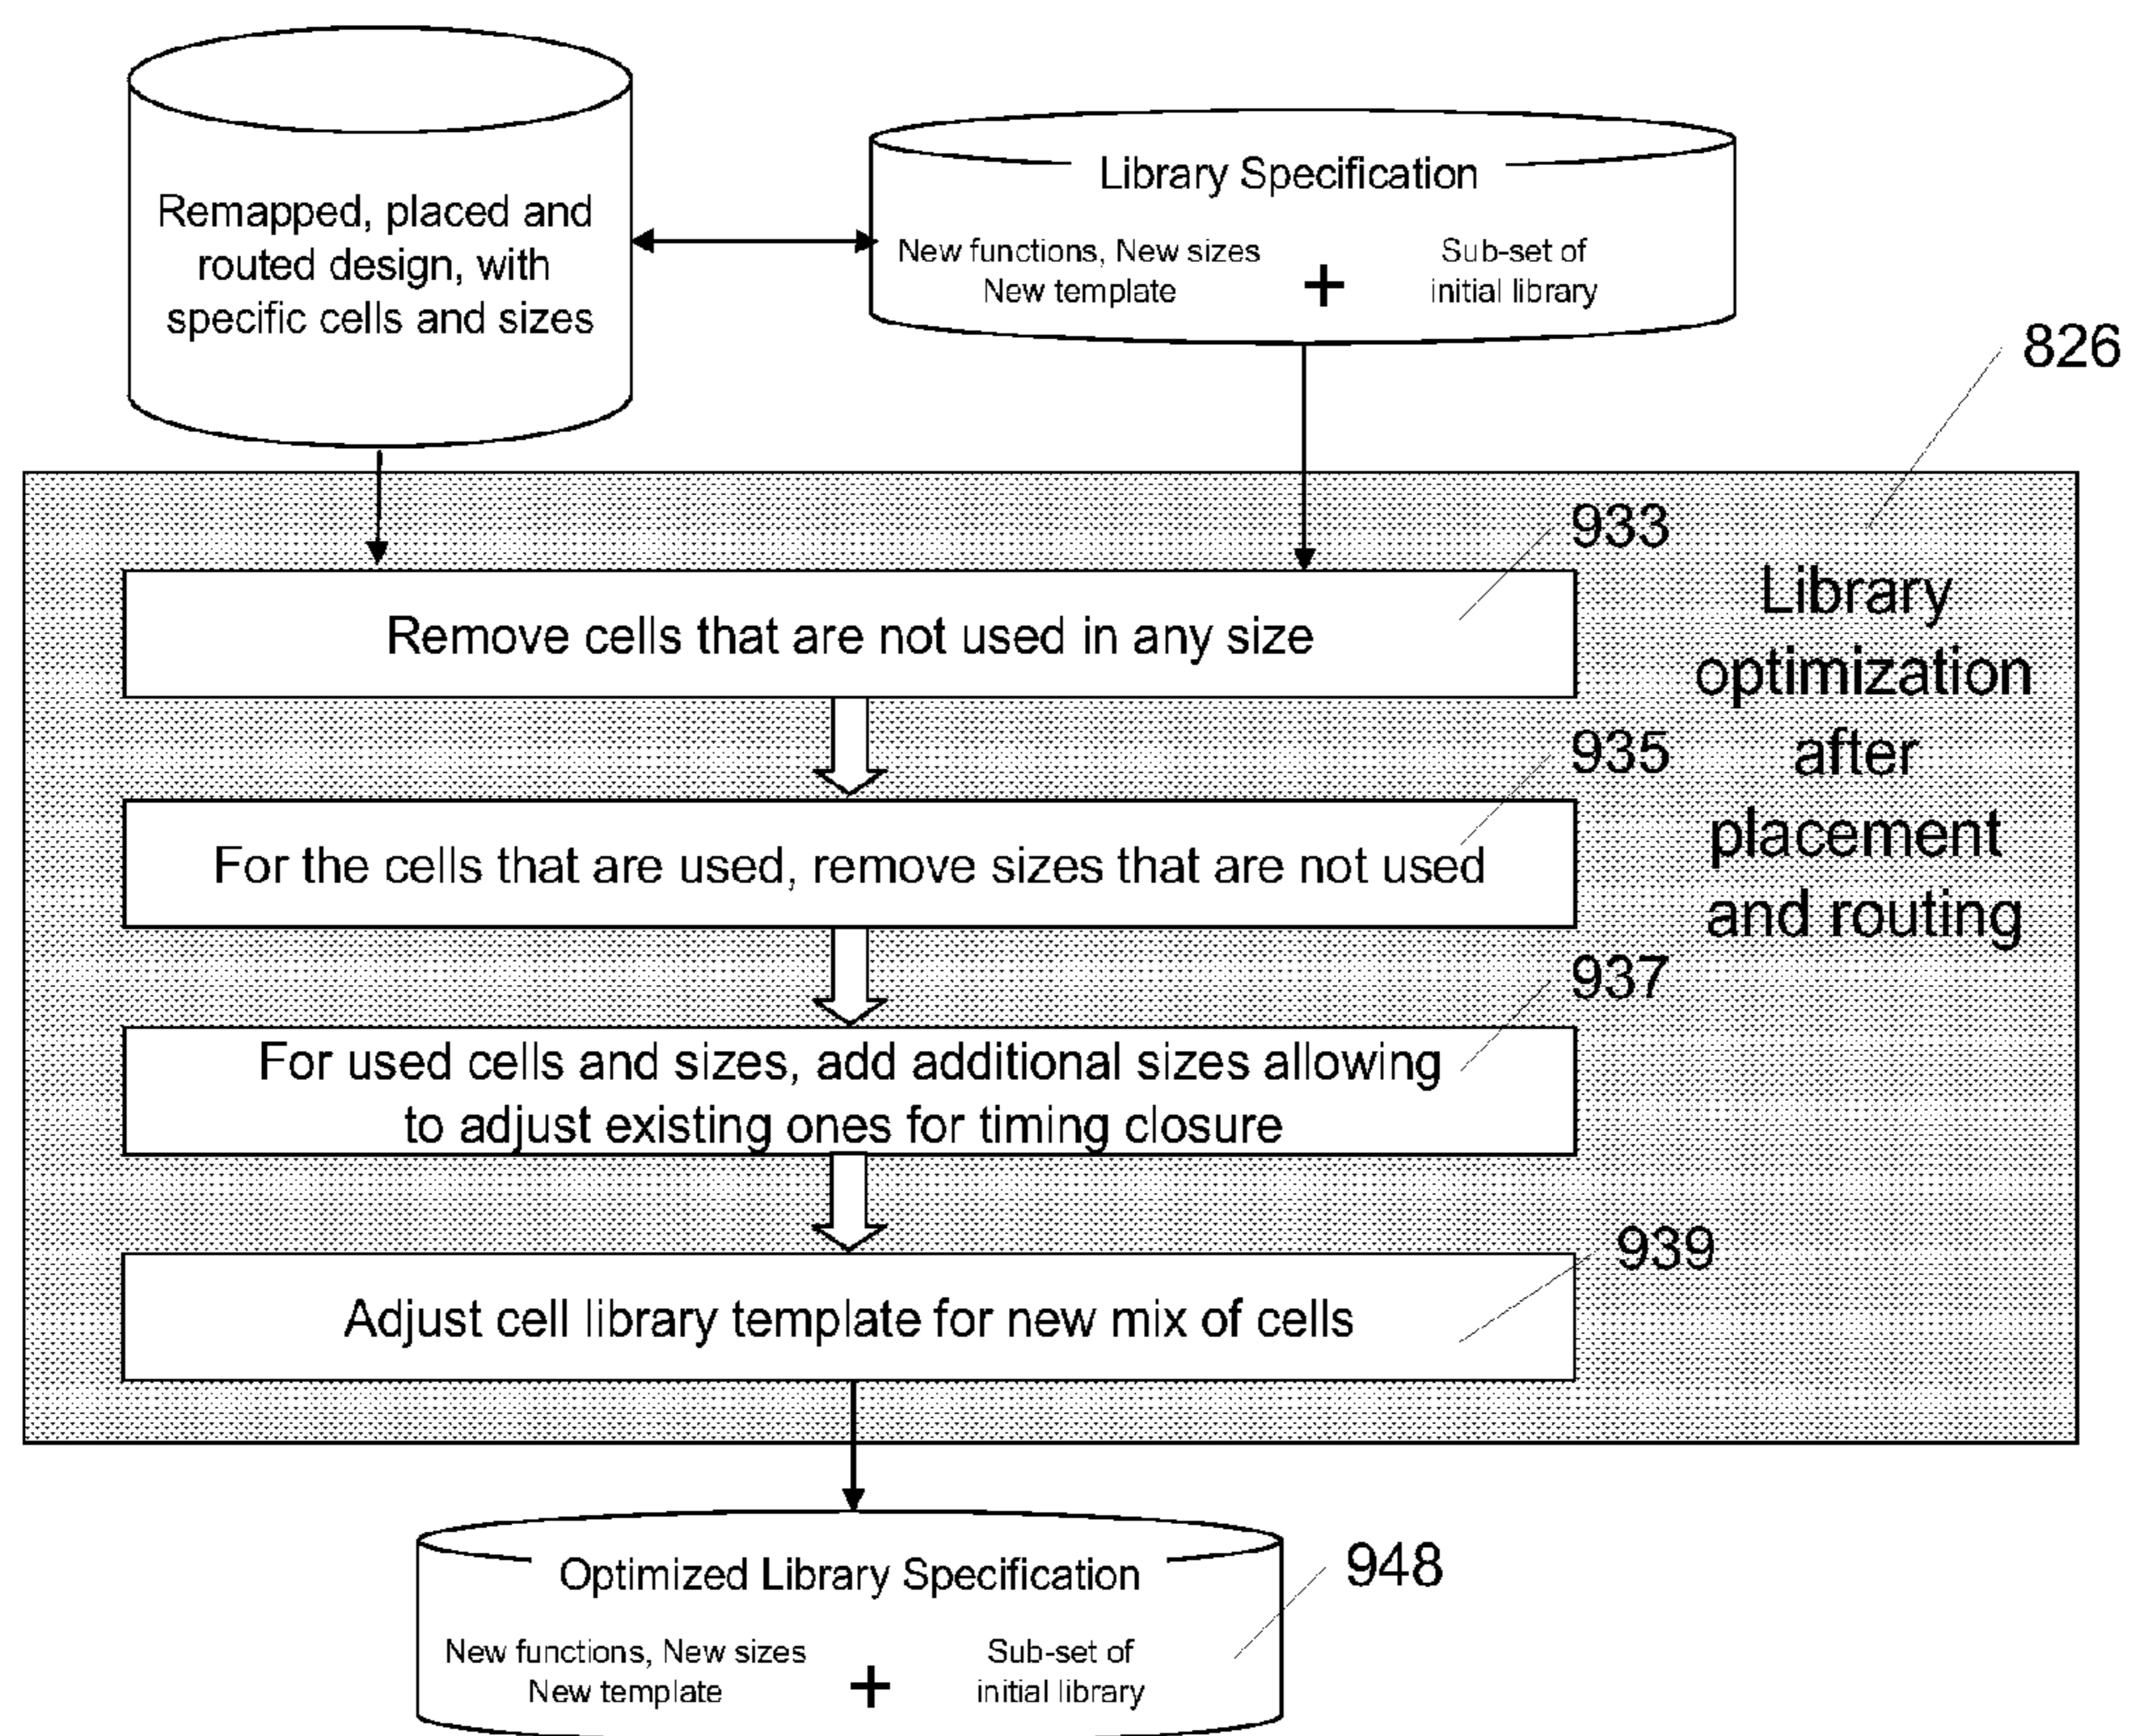 Remapped, placed and
routed design, with
specific cells and sizes
Library Specification
New functions, New sizes
New template
+
Sub-set of
initial library
826
933
Remove cells that are not used in any size
Library
optimization
after
placement
and routing
935
For the cells that are used, remove sizes that are not used
937
For used cells and sizes, add additional sizes allowing
to adjust existing ones for timing closure
939
Adjust cell library template for new mix of cells
Optimized Library Specification
948
New functions, New sizes
New template
+
Sub-set of
initial library